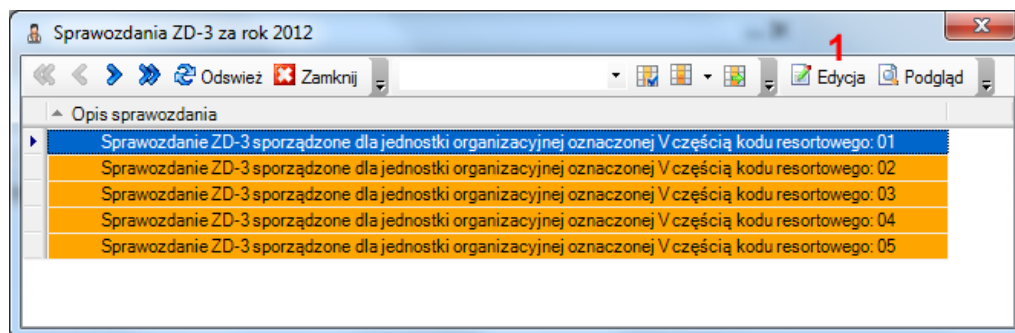 Sprawozdania ZD-3 za rok 2012
1
Odswież Zamknij Edycja Podgląd
Opis sprawozdania
Sprawozdanie ZD-3 sporządzone dla jednostki organizacyjnej oznaczonej V częścią kodu resortowego: 01
Sprawozdanie ZD-3 sporządzone dla jednostki organizacyjnej oznaczonej V częścią kodu resortowego: 02
Sprawozdanie ZD-3 sporządzone dla jednostki organizacyjnej oznaczonej V częścią kodu resortowego: 03
Sprawozdanie ZD-3 sporządzone dla jednostki organizacyjnej oznaczonej V częścią kodu resortowego: 04
Sprawozdanie ZD-3 sporządzone dla jednostki organizacyjnej oznaczonej V częścią kodu resortowego: 05